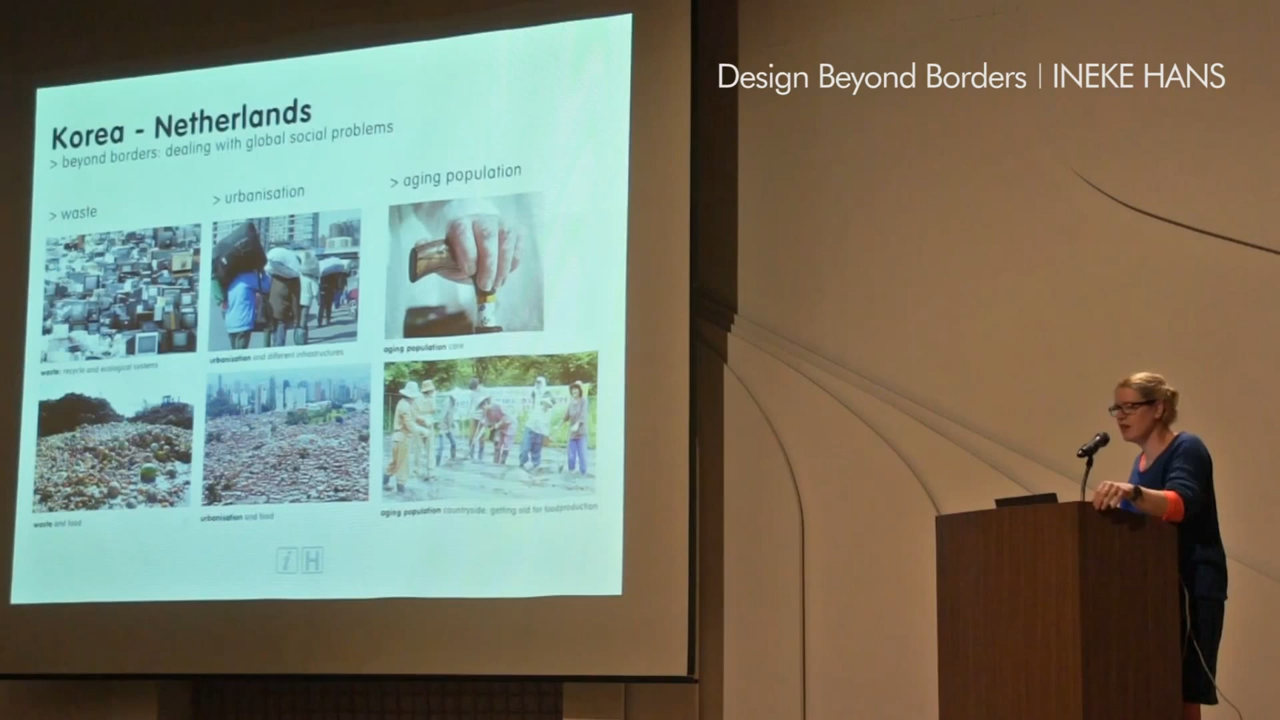 Design Beyond Borders | INEKE HANS
Korea - Netherlands
> beyond borders: dealing with global social problems
> waste
> urbanisation
> aging population
waste: recycle and ecological systems
urbanisation and different infrastructures
aging population care
waste and food
urbanisation and food
aging population countryside: getting old for foodproduction
iH